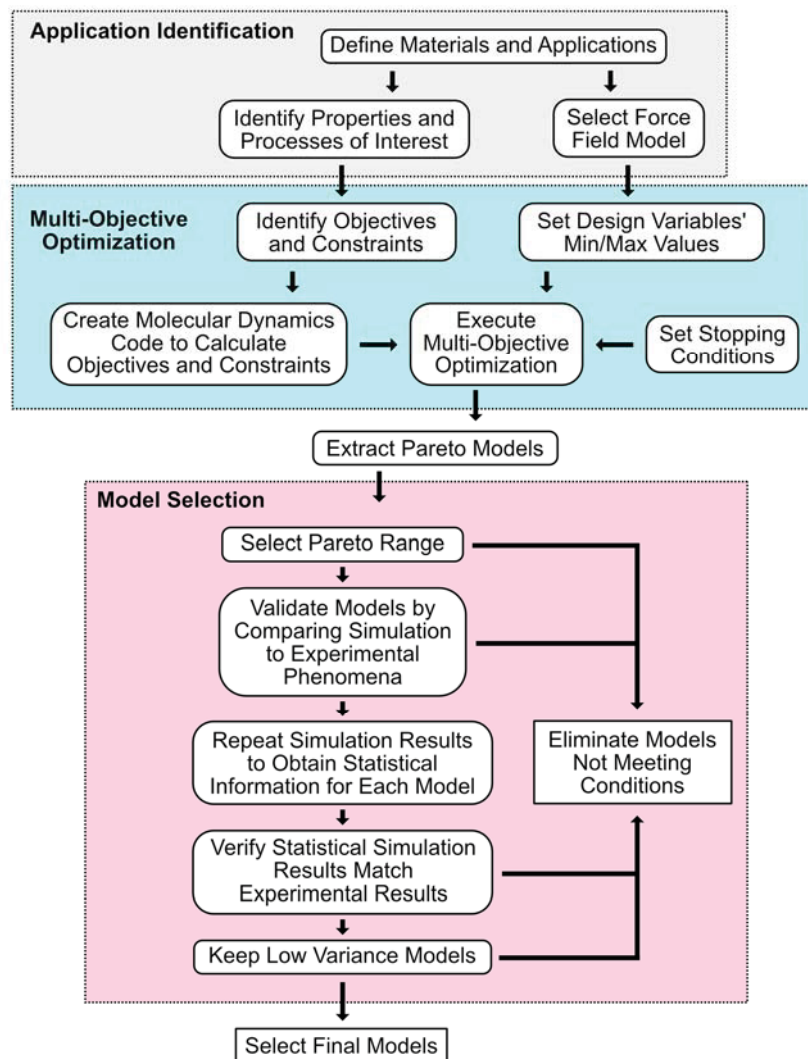 Application Identification
Define Materials and Applications
Identify Properties and
Processes of Interest
Select Force
Field Model
Multi-Objective
Optimization
Identify Objectives
and Constraints
Set Design Variables'
Min/Max Values
Create Molecular Dynamics
Code to Calculate
Objectives and Constraints
Execute
Multi-Objective
Optimization
Set Stopping
Conditions
Extract Pareto Models
Model Selection
Select Pareto Range
Validate Models by
Comparing Simulation
to Experimental
Phenomena
Repeat Simulation Results
to Obtain Statistical
Information for Each Model
Eliminate Models
Not Meeting
Conditions
Verify Statistical Simulation
Results Match
Experimental Results
Keep Low Variance Models
Select Final Models